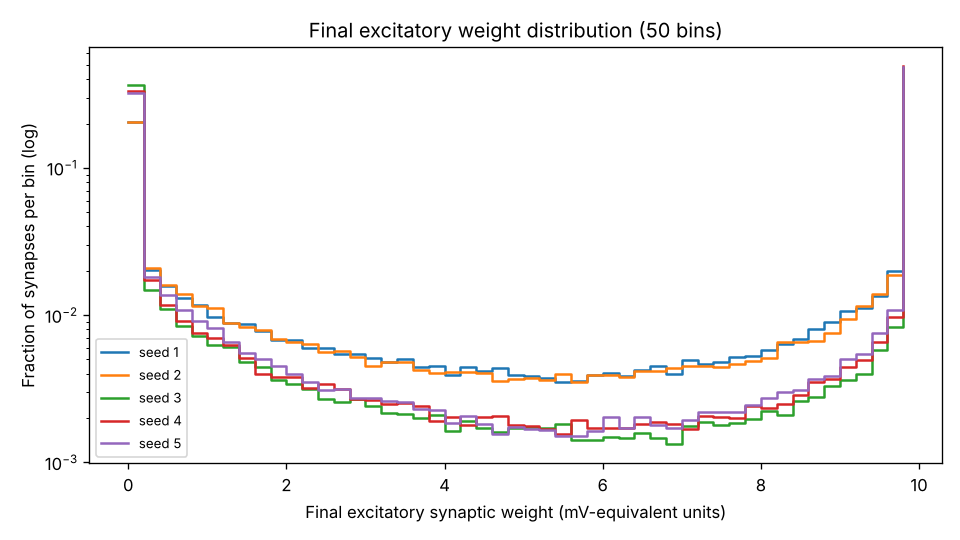 Final excitatory weight distribution (50 bins)
Fraction of synapses per bin (log)
10⁻¹
10⁻²
10⁻³
seed 1
seed 2
seed 3
seed 4
seed 5
0 2 4 6 8 10
Final excitatory synaptic weight (mV-equivalent units)